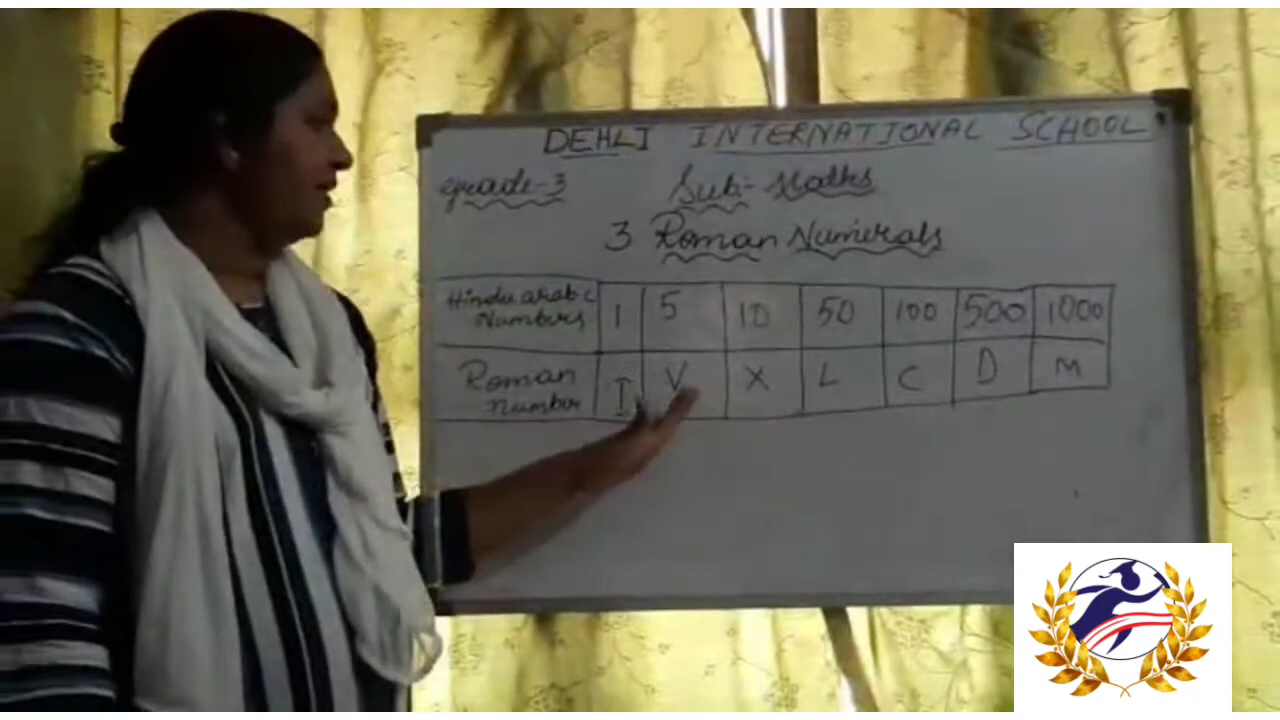 DEHLI INTERNATIONAL SCHOOL
grade-3 Sub:- Maths
3 Roman Numerals
Hindu arabic Numbers 1 5 10 50 100 500 1000
Roman Number I V X L C D M